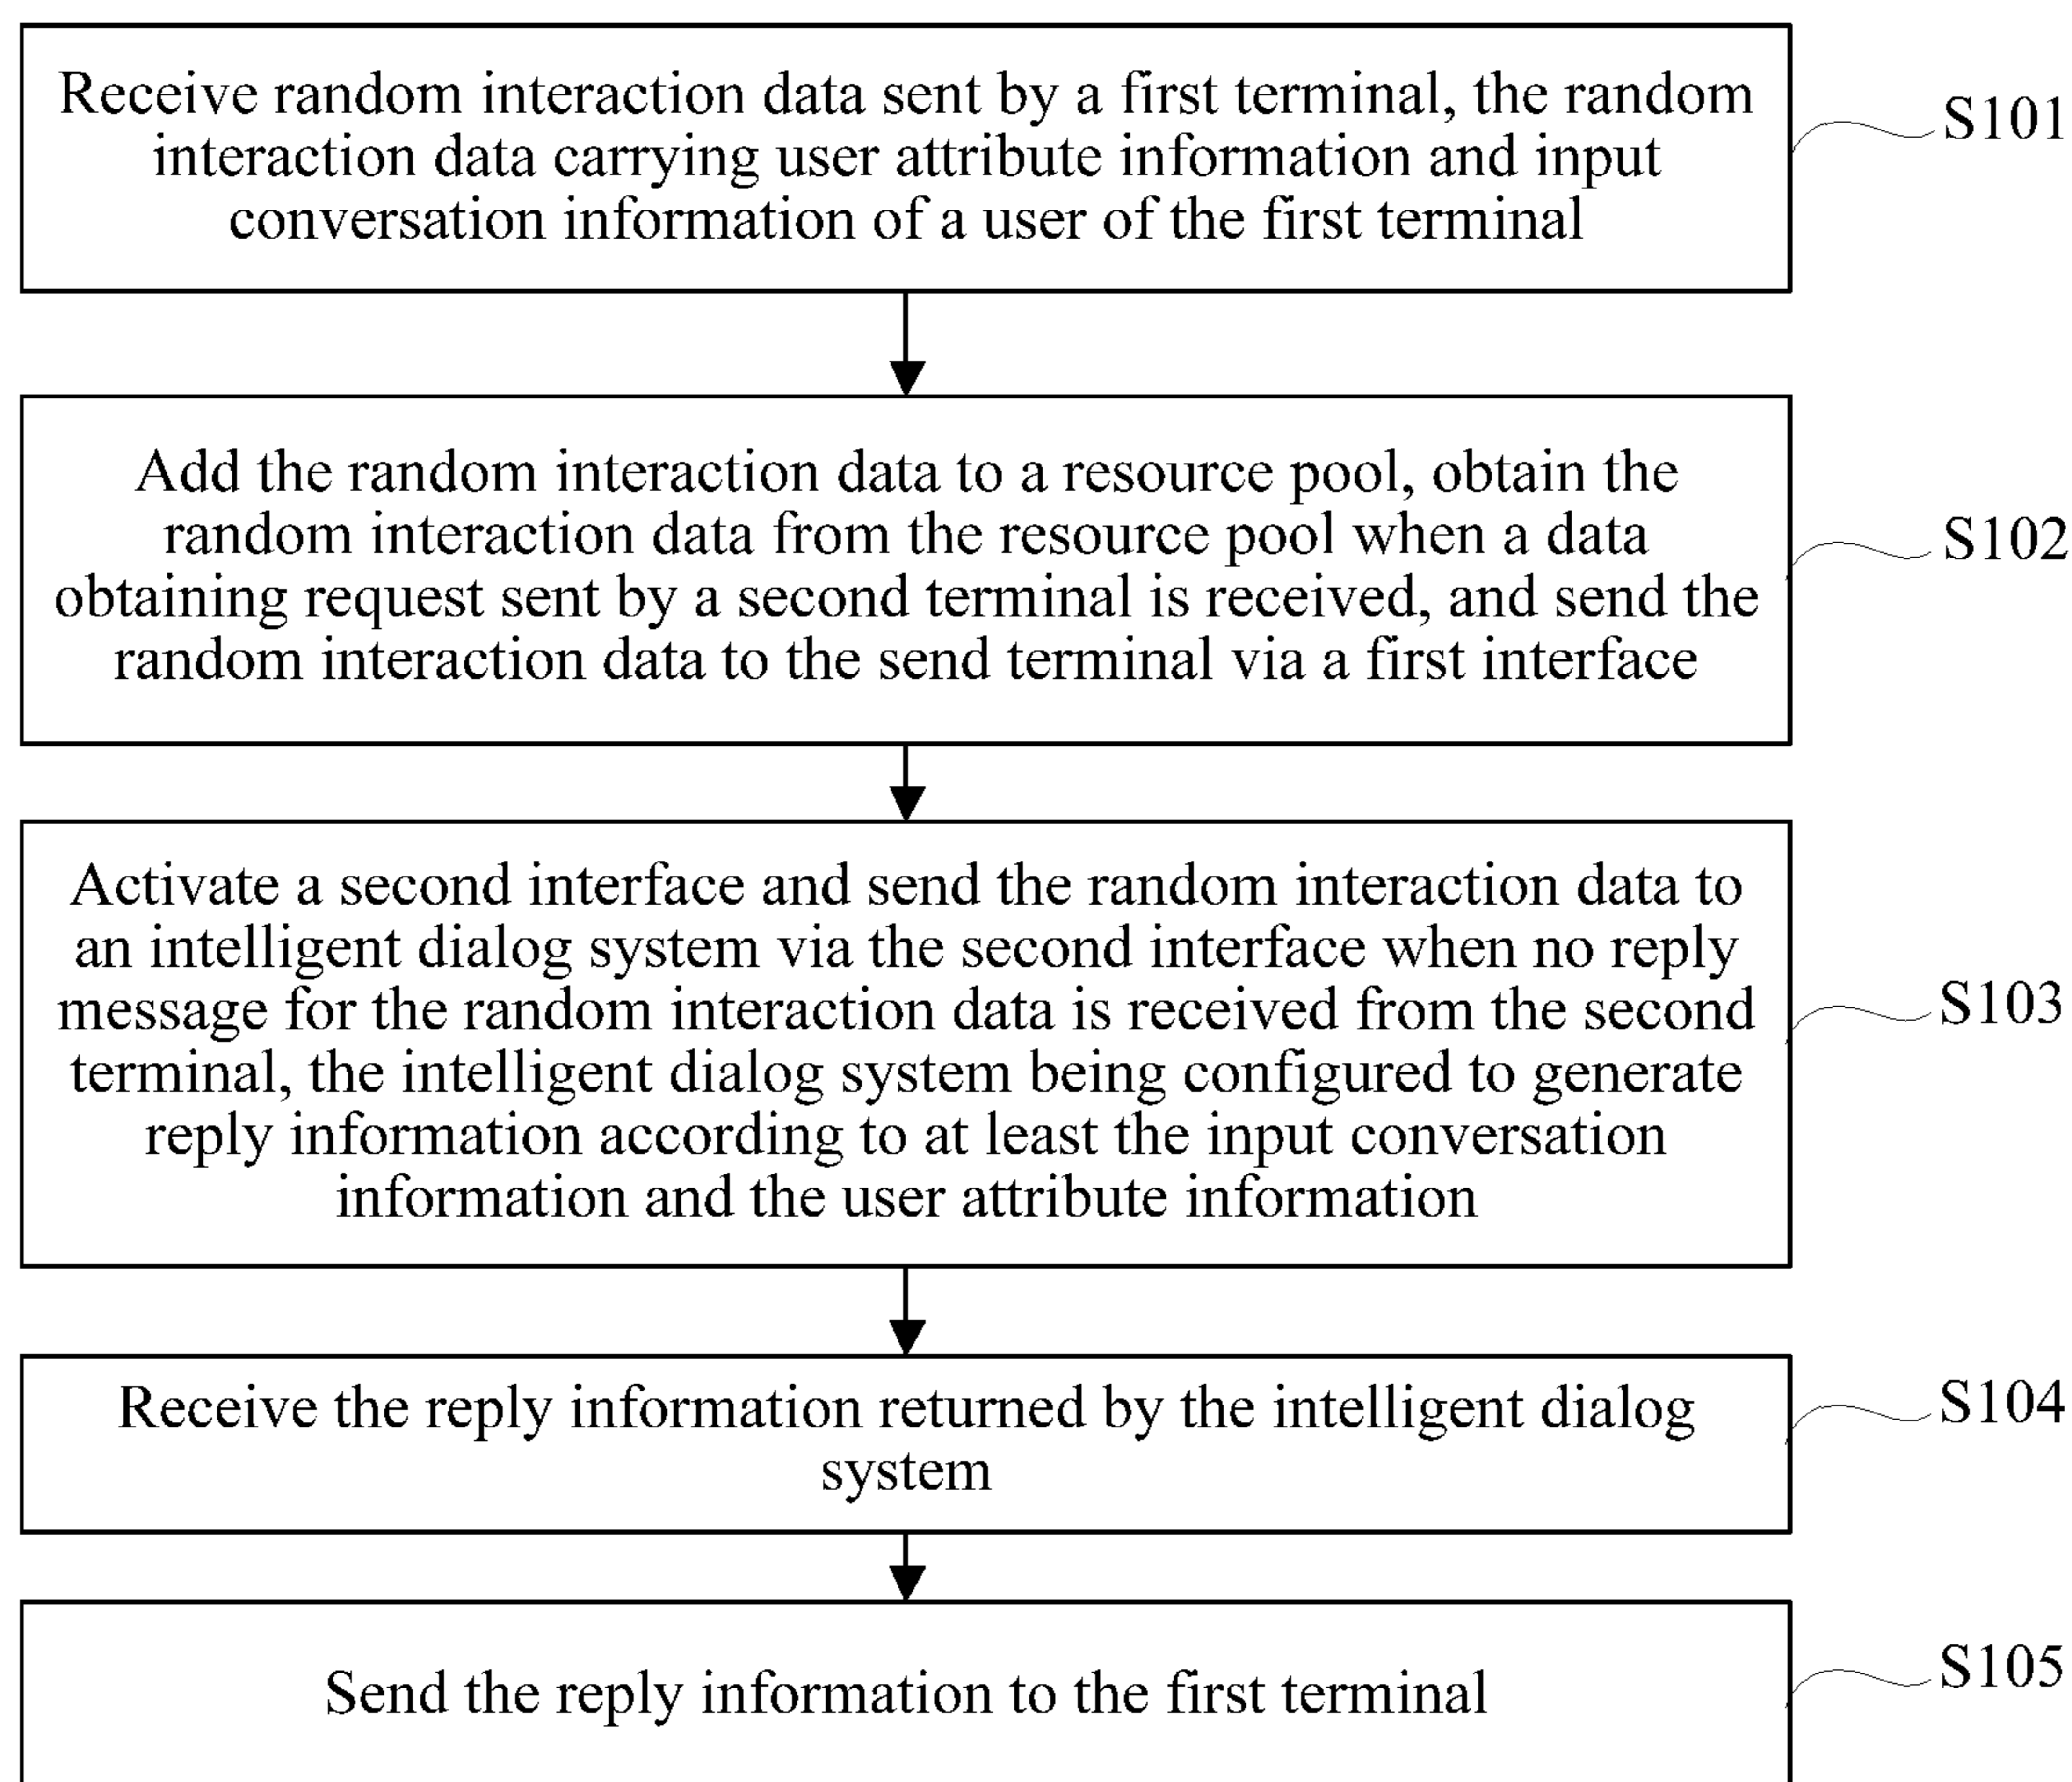 Receive random interaction data sent by a first terminal, the random
interaction data carrying user attribute information and input
conversation information of a user of the first terminal
S101
Add the random interaction data to a resource pool, obtain the
random interaction data from the resource pool when a data
obtaining request sent by a second terminal is received, and send the
random interaction data to the send terminal via a first interface
S102
Activate a second interface and send the random interaction data to
an intelligent dialog system via the second interface when no reply
message for the random interaction data is received from the second
terminal, the intelligent dialog system being configured to generate
reply information according to at least the input conversation
information and the user attribute information
S103
Receive the reply information returned by the intelligent dialog
system
S104
Send the reply information to the first terminal
S105